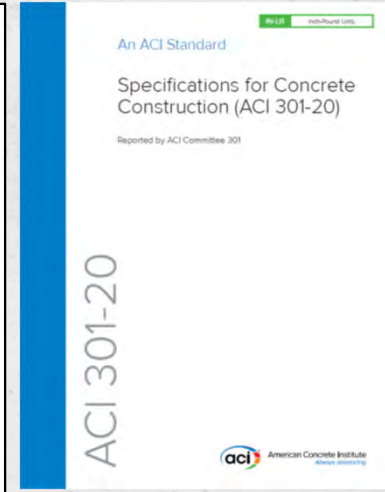 IN-LB Inch-Pound Units
An ACI Standard
Specifications for Concrete
Construction (ACI 301-20)
Reported by ACI Committee 301
ACI 301-20
aci American Concrete Institute
Always advancing